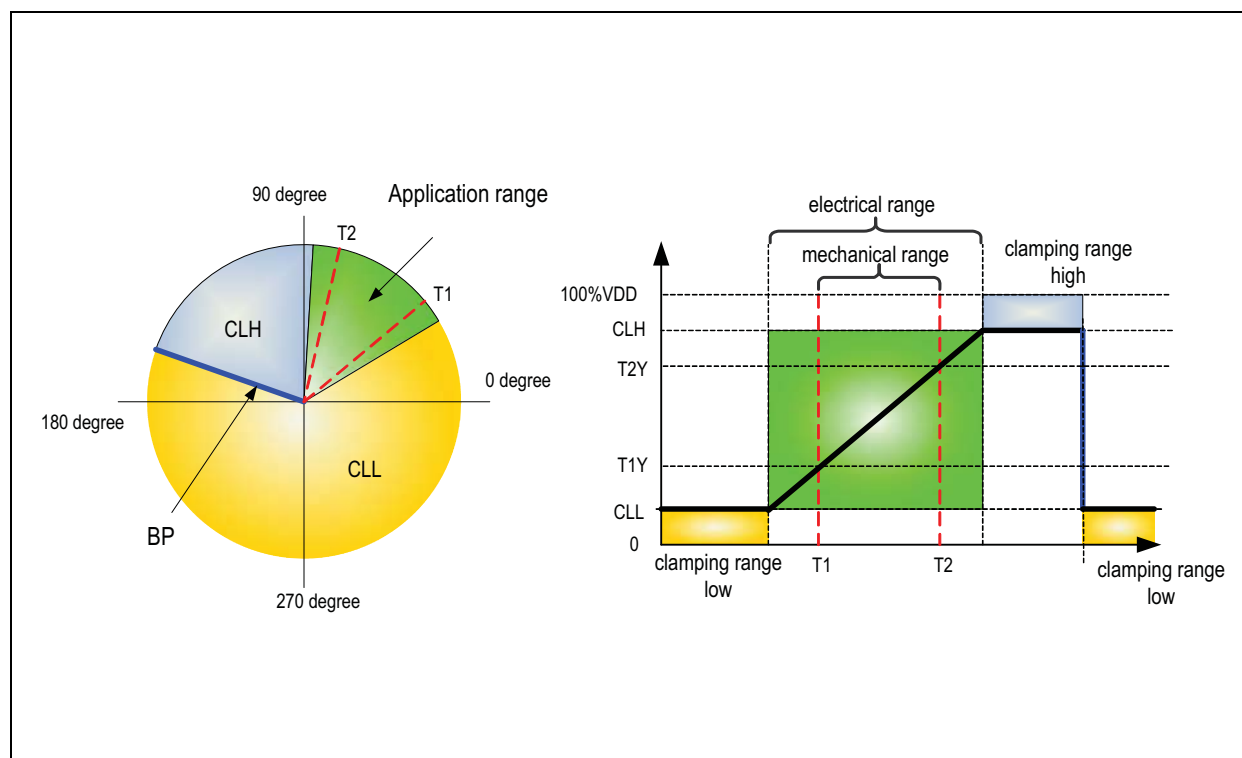 90 degree
Application range
T2
T1
CLH
0 degree
180 degree
CLL
BP
270 degree
electrical range
mechanical range
clamping range
high
100%VDD
CLH
T2Y
T1Y
CLL
0
clamping range
low
T1
T2
clamping range
low